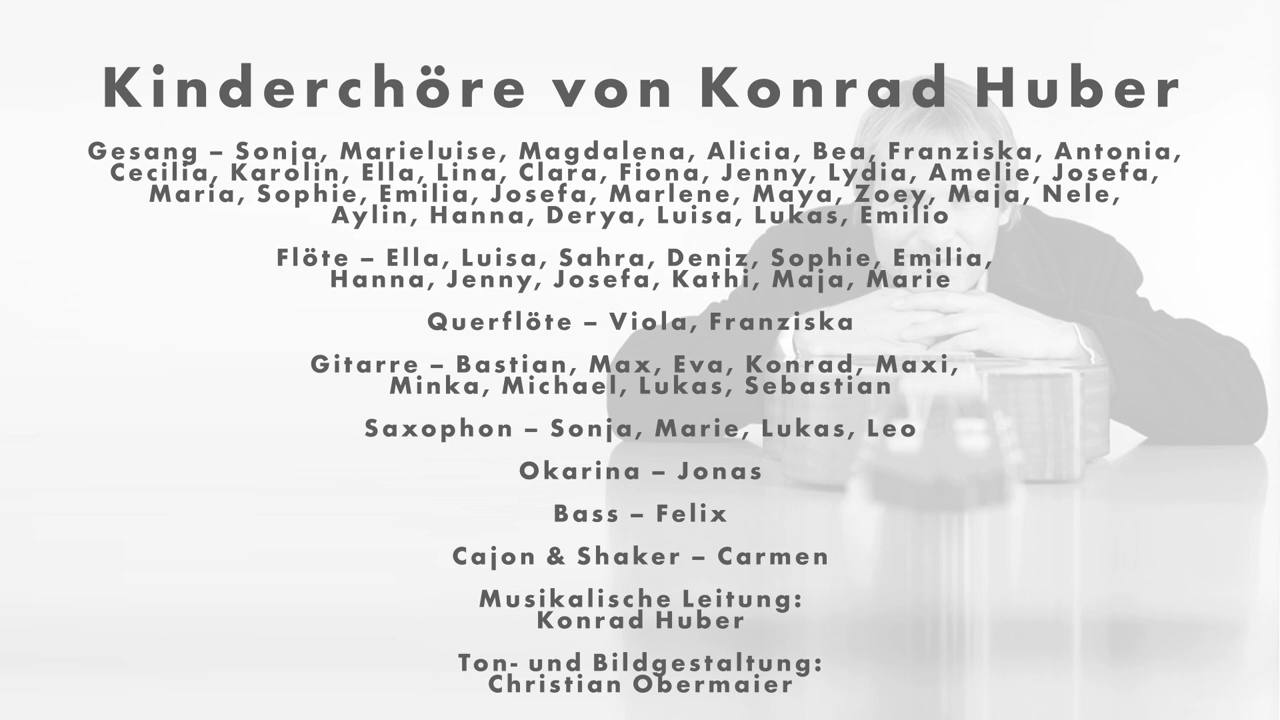 Kinderchöre von Konrad Huber
Gesang – Sonja, Marieluise, Magdalena, Alicia, Bea, Franziska, Antonia,
Cecilia, Karolin, Ella, Lina, Clara, Fiona, Jenny, Lydia, Amelie, Josefa,
Maria, Sophie, Emilia, Josefa, Marlene, Maya, Zoey, Maja, Nele,
Aylin, Hanna, Derya, Luisa, Lukas, Emilio
Flöte – Ella, Luisa, Sahra, Deniz, Sophie, Emilia,
Hanna, Jenny, Josefa, Kathi, Maja, Marie
Querflöte – Viola, Franziska
Gitarre – Bastian, Max, Eva, Konrad, Maxi,
Minka, Michael, Lukas, Sebastian
Saxophon – Sonja, Marie, Lukas, Leo
Okarina – Jonas
Bass – Felix
Cajon & Shaker – Carmen
Musikalische Leitung:
Konrad Huber
Ton- und Bildgestaltung:
Christian Obermaier